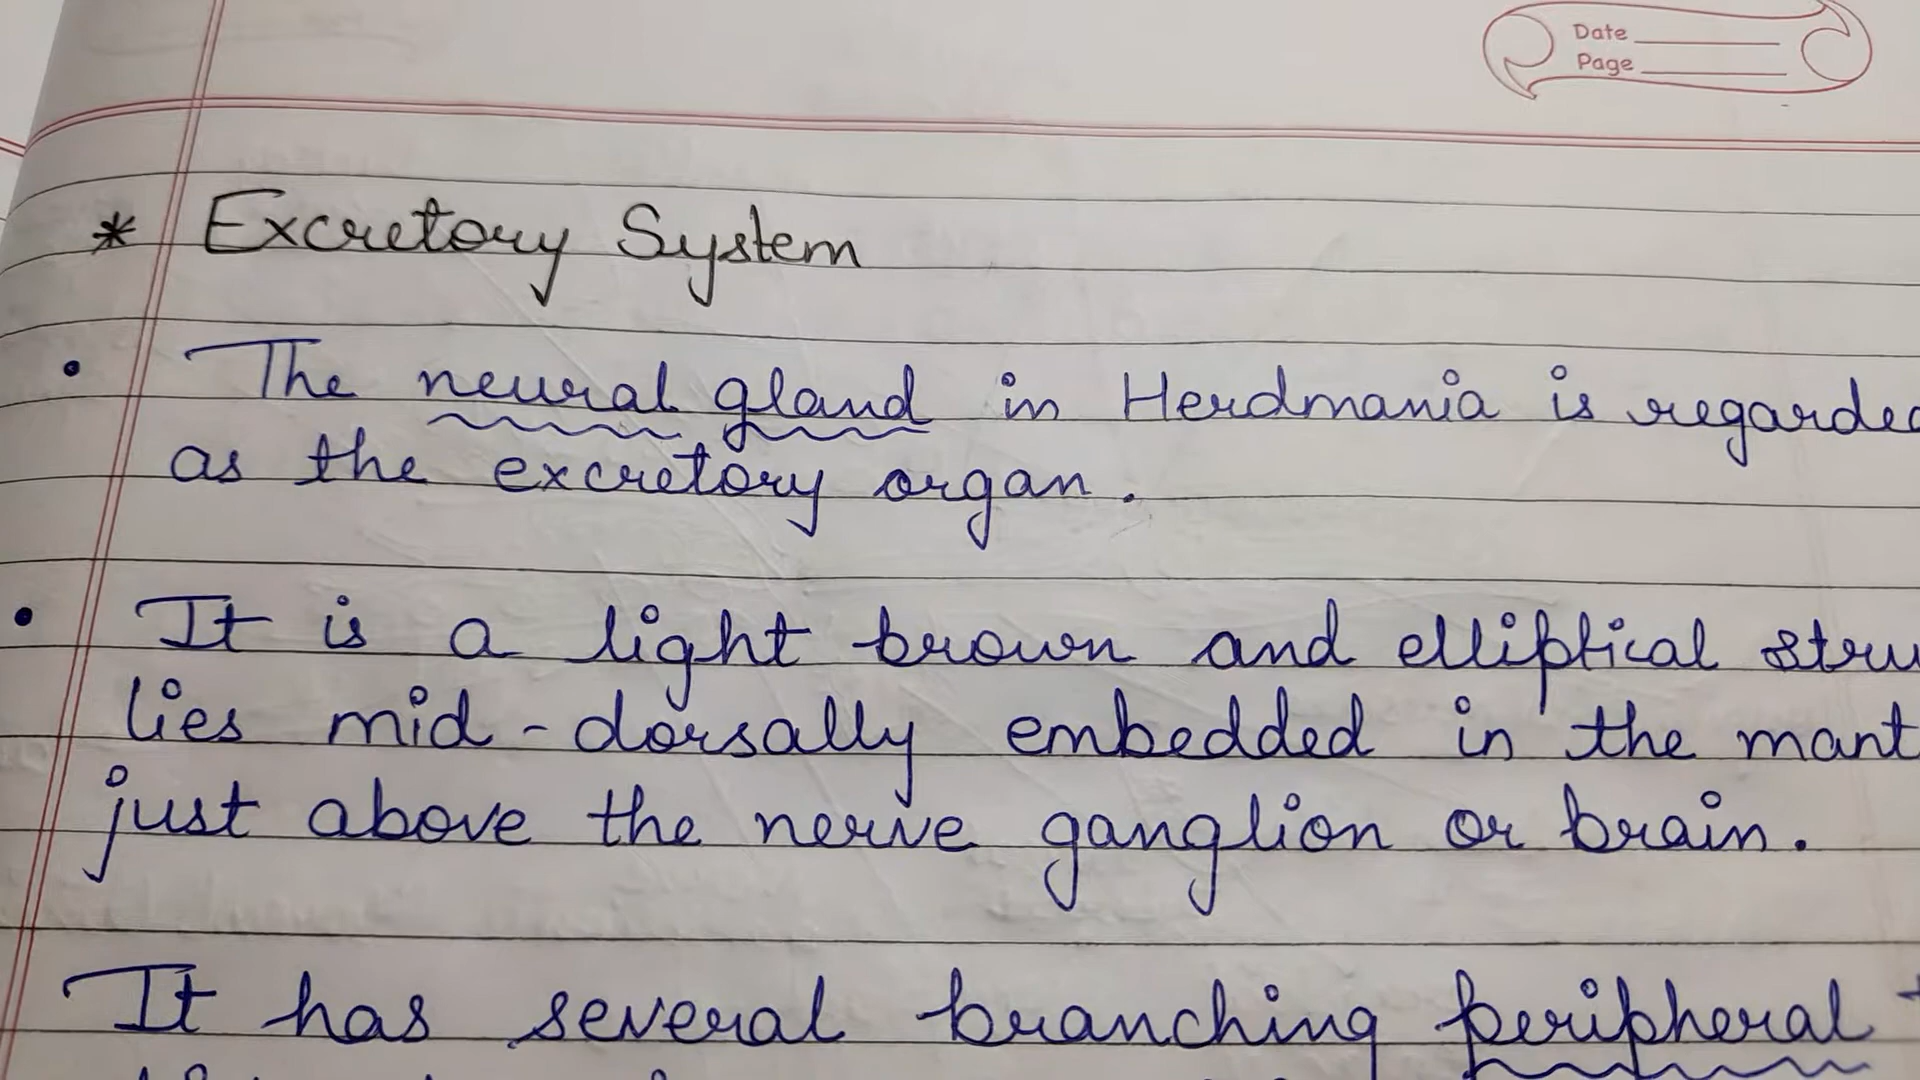 Date
Page
* Excretory System
• The neural gland in Herdmania is regarded
as the excretory organ.
• It is a light brown and elliptical stru
lies mid-dorsally embedded in the mant
just above the nerve ganglion or brain.
It has several branching peripheral